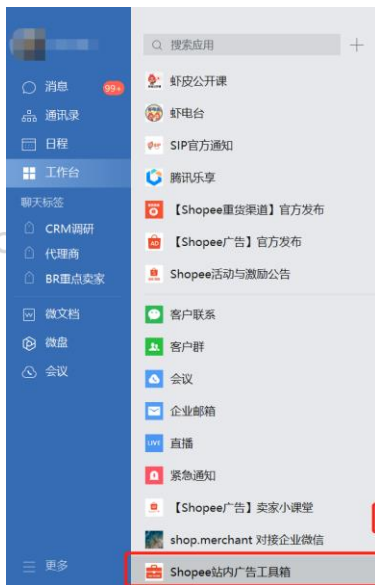 搜索应用
消息
99+
通讯录
日程
工作台
聊天标签
CRM调研
代理商
BR重点卖家
微文档
微盘
会议
更多
虾皮公开课
虾电台
SIP官方通知
腾讯乐享
【Shopee重货渠道】官方发布
AD
【Shopee广告】官方发布
Shopee活动与激励公告
客户联系
客户群
会议
企业邮箱
LIVE
直播
紧急通知
【Shopee广告】卖家小课堂
shop.merchant 对接企业微信
Shopee站内广告工具箱